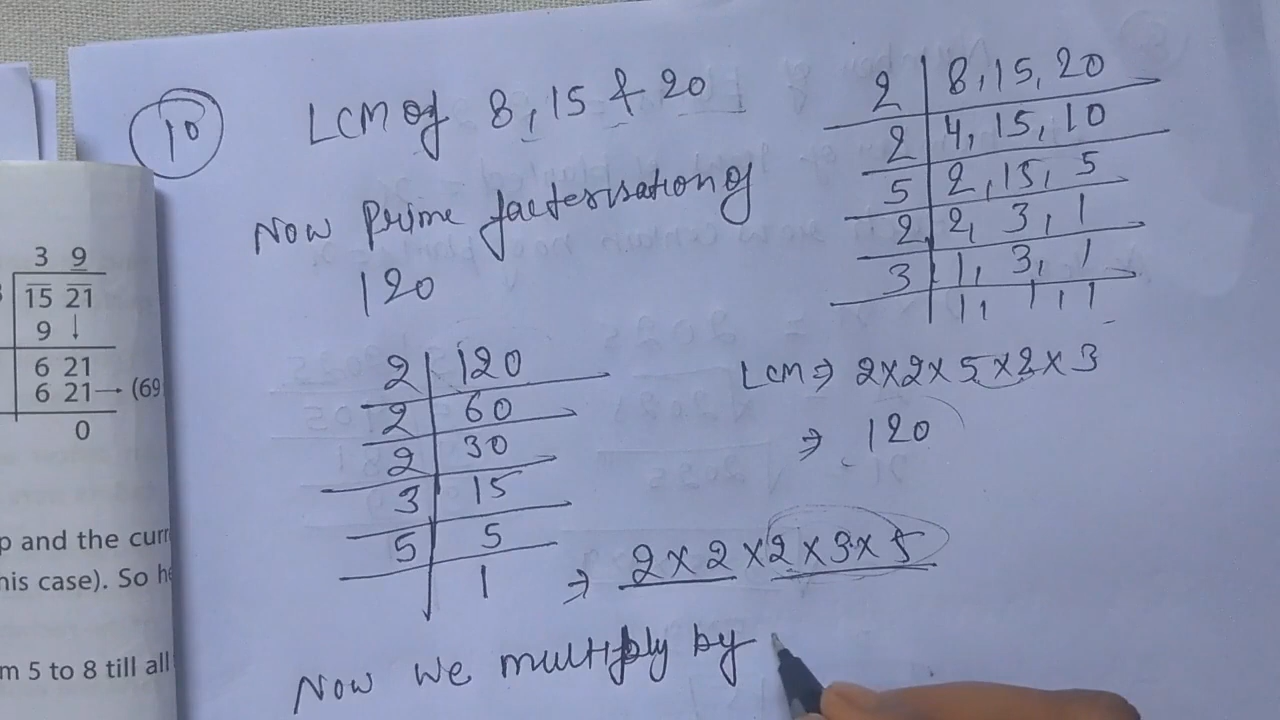 10
LCM of 8, 15 & 20
Now Prime factorisation of
120
2 | 8, 15, 20
2 | 4, 15, 10
5 | 2, 15, 5
2 | 2, 3, 1
3 | 1, 3, 1
1, 1, 1
LCM ⇒ 2×2×5×2×3
⇒ 120
2 | 120
2 | 60
2 | 30
3 | 15
5 | 5
1
⇒ 2×2×2×3×5
Now we multiply by
3 9
15 21
9 ↓
6 21
6 21→ (69
0
p and the curr
his case). So he
m 5 to 8 till all